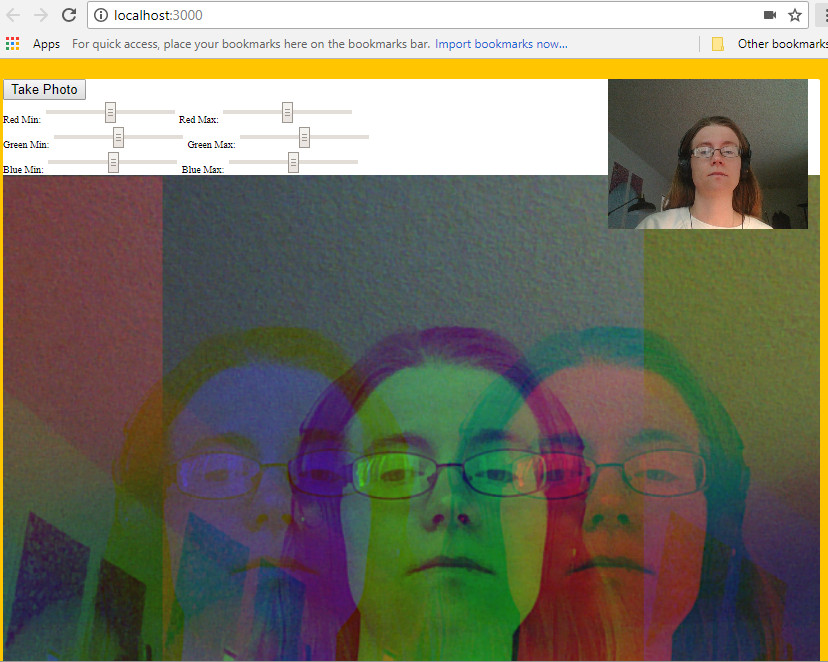 localhost:3000
Apps For quick access, place your bookmarks here on the bookmarks bar. Import bookmarks now... Other bookmarks
Take Photo
Red Min: Red Max:
Green Min: Green Max:
Blue Min: Blue Max: